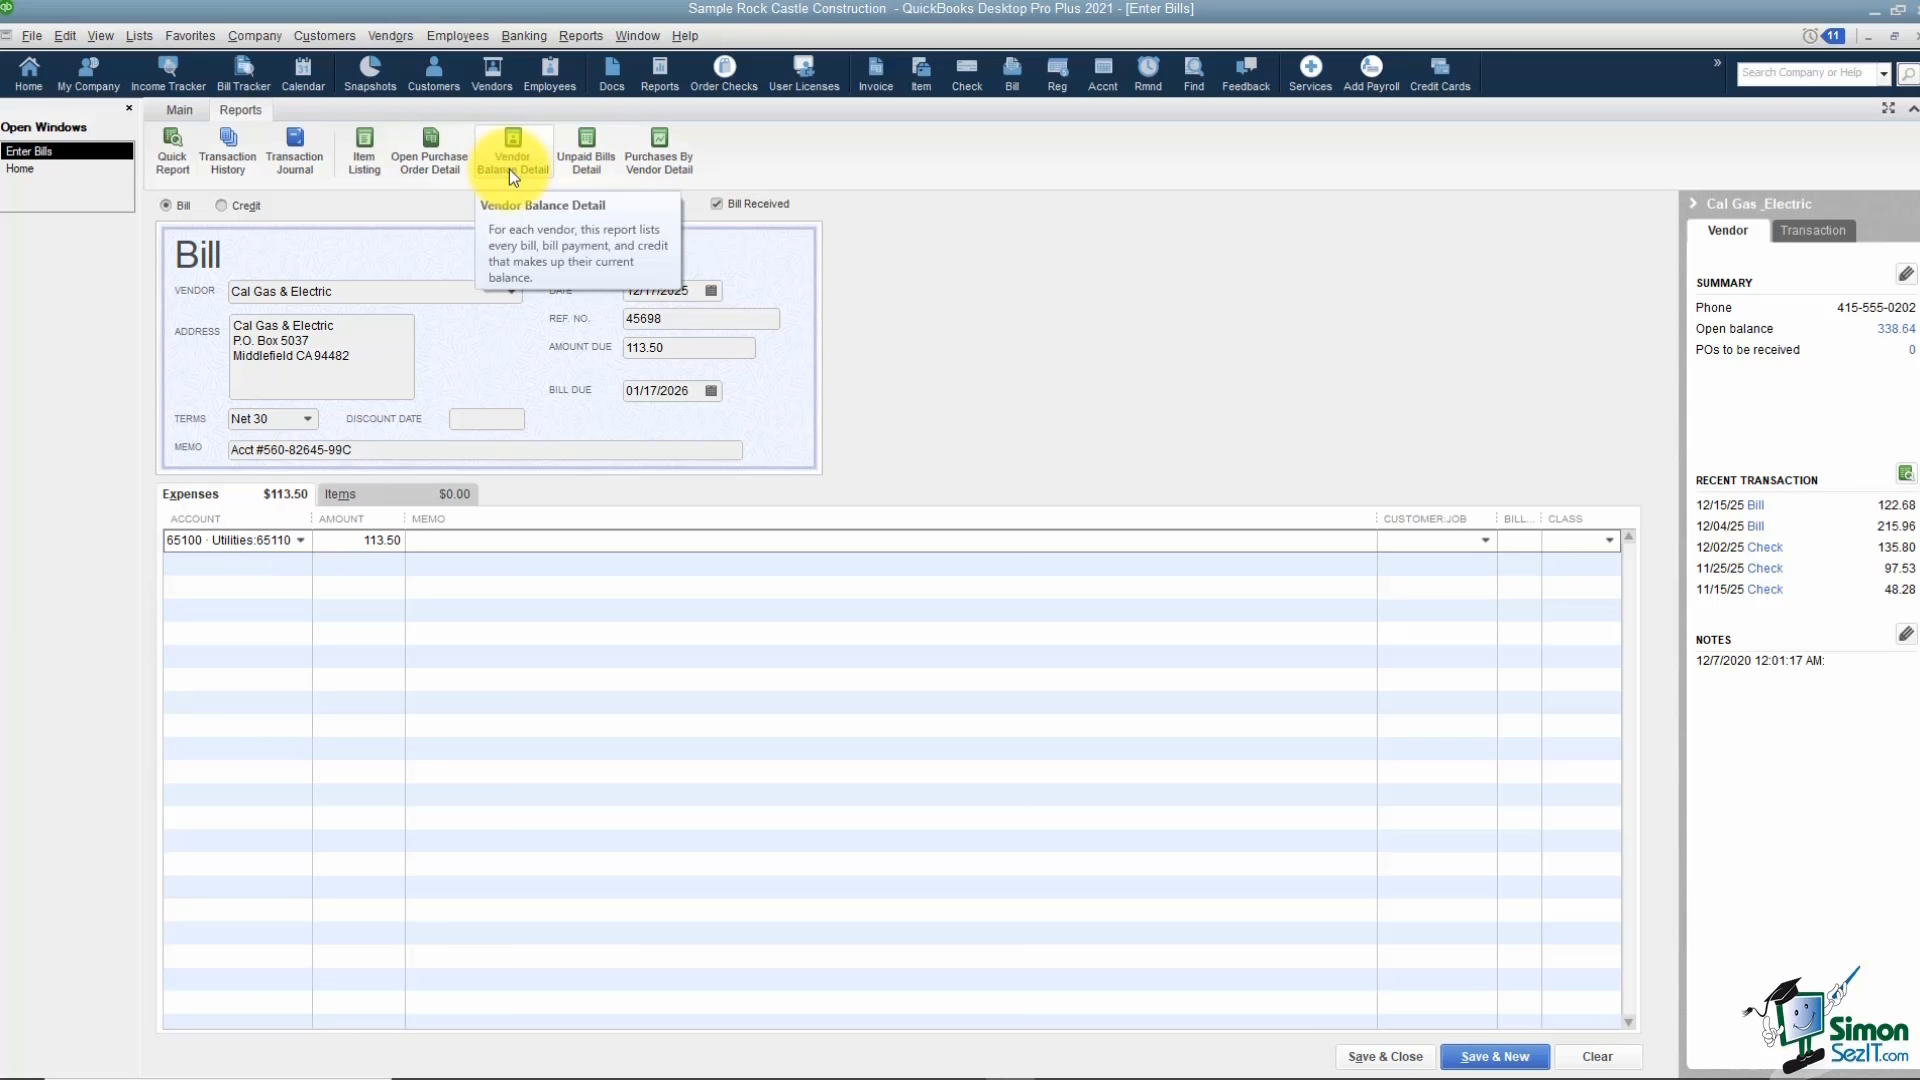 Sample Rock Castle Construction - QuickBooks Desktop Pro Plus 2021 - [Enter Bills]
File Edit View Lists Favorites Company Customers Vendors Employees Banking Reports Window Help 11
Home My Company Income Tracker Bill Tracker Calendar Snapshots Customers Vendors Employees Docs Reports Order Checks User Licenses Invoice Item Check Bill Reg Accnt Rmnd Find Feedback Services Add Payroll Credit Cards » Search Company or Help
Open Windows
Enter Bills
Home
Main Reports
Quick Report
Transaction History
Transaction Journal
Item Listing
Open Purchase Order Detail
Vendor Balance Detail
Unpaid Bills Detail
Purchases By Vendor Detail
Bill Credit Bill Received
Vendor Balance Detail
For each vendor, this report lists
every bill, bill payment, and credit
that makes up their current
balance.
Bill
VENDOR Cal Gas & Electric
DATE 12/17/2025
ADDRESS
Cal Gas & Electric
P.O. Box 5037
Middlefield CA 94482
REF. NO. 45698
AMOUNT DUE 113.50
BILL DUE 01/17/2026
TERMS Net 30 DISCOUNT DATE
MEMO Acct #560-82645-99C
Expenses $113.50 Items $0.00
ACCOUNT AMOUNT MEMO CUSTOMER:JOB BILL... CLASS
65100 · Utilities:65110 113.50
Save & Close Save & New Clear
Cal Gas _Electric
Vendor Transaction
SUMMARY
Phone 415-555-0202
Open balance 338.64
POs to be received 0
RECENT TRANSACTION
12/15/25 Bill 122.68
12/04/25 Bill 215.96
12/02/25 Check 135.80
11/25/25 Check 97.53
11/15/25 Check 48.28
NOTES
12/7/2020 12:01:17 AM:
Simon
SezIT.com